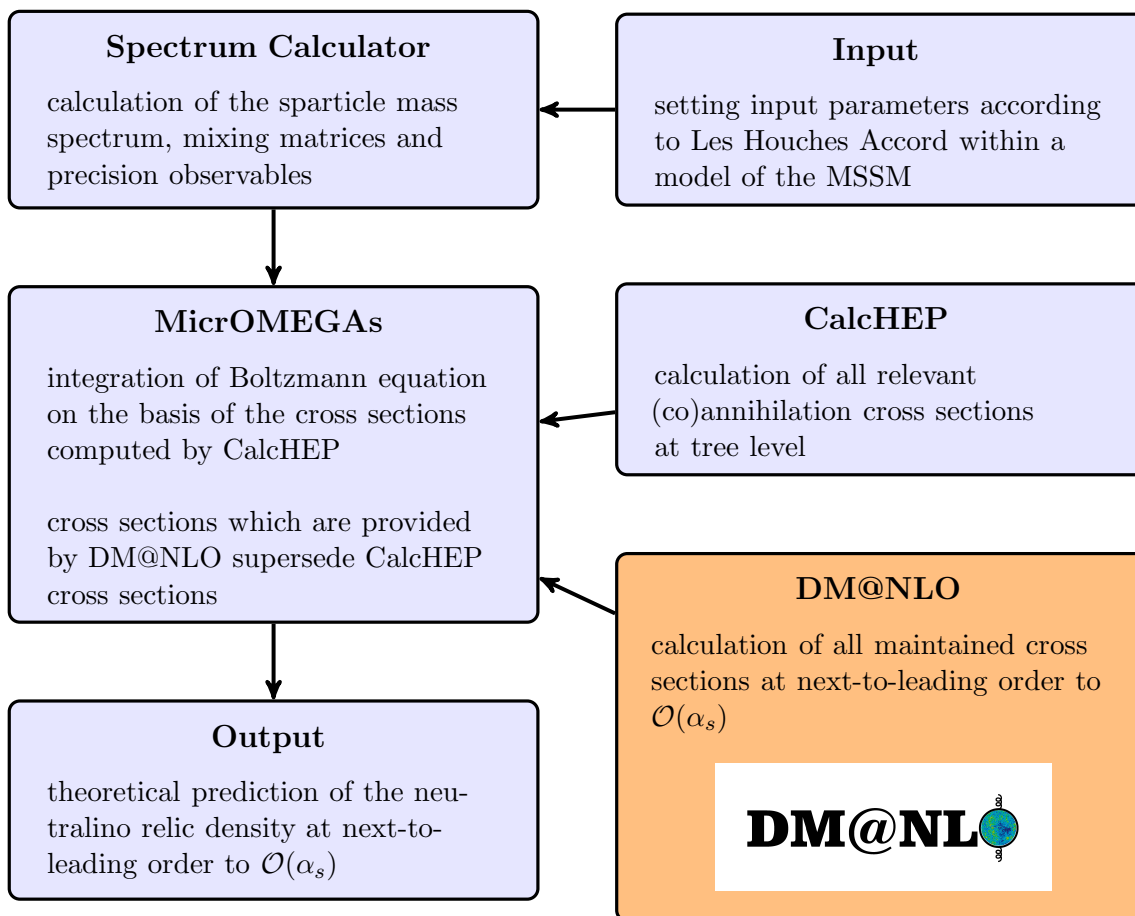 Spectrum Calculator
calculation of the sparticle mass
spectrum, mixing matrices and
precision observables
Input
setting input parameters according
to Les Houches Accord within a
model of the MSSM
MicrOMEGAs
integration of Boltzmann equation
on the basis of the cross sections
computed by CalcHEP
cross sections which are provided
by DM@NLO supersede CalcHEP
cross sections
CalcHEP
calculation of all relevant
(co)annihilation cross sections
at tree level
DM@NLO
calculation of all maintained cross
sections at next-to-leading order to
𝒪(αₛ)
DM@NLO
Output
theoretical prediction of the neu-
tralino relic density at next-to-
leading order to 𝒪(αₛ)